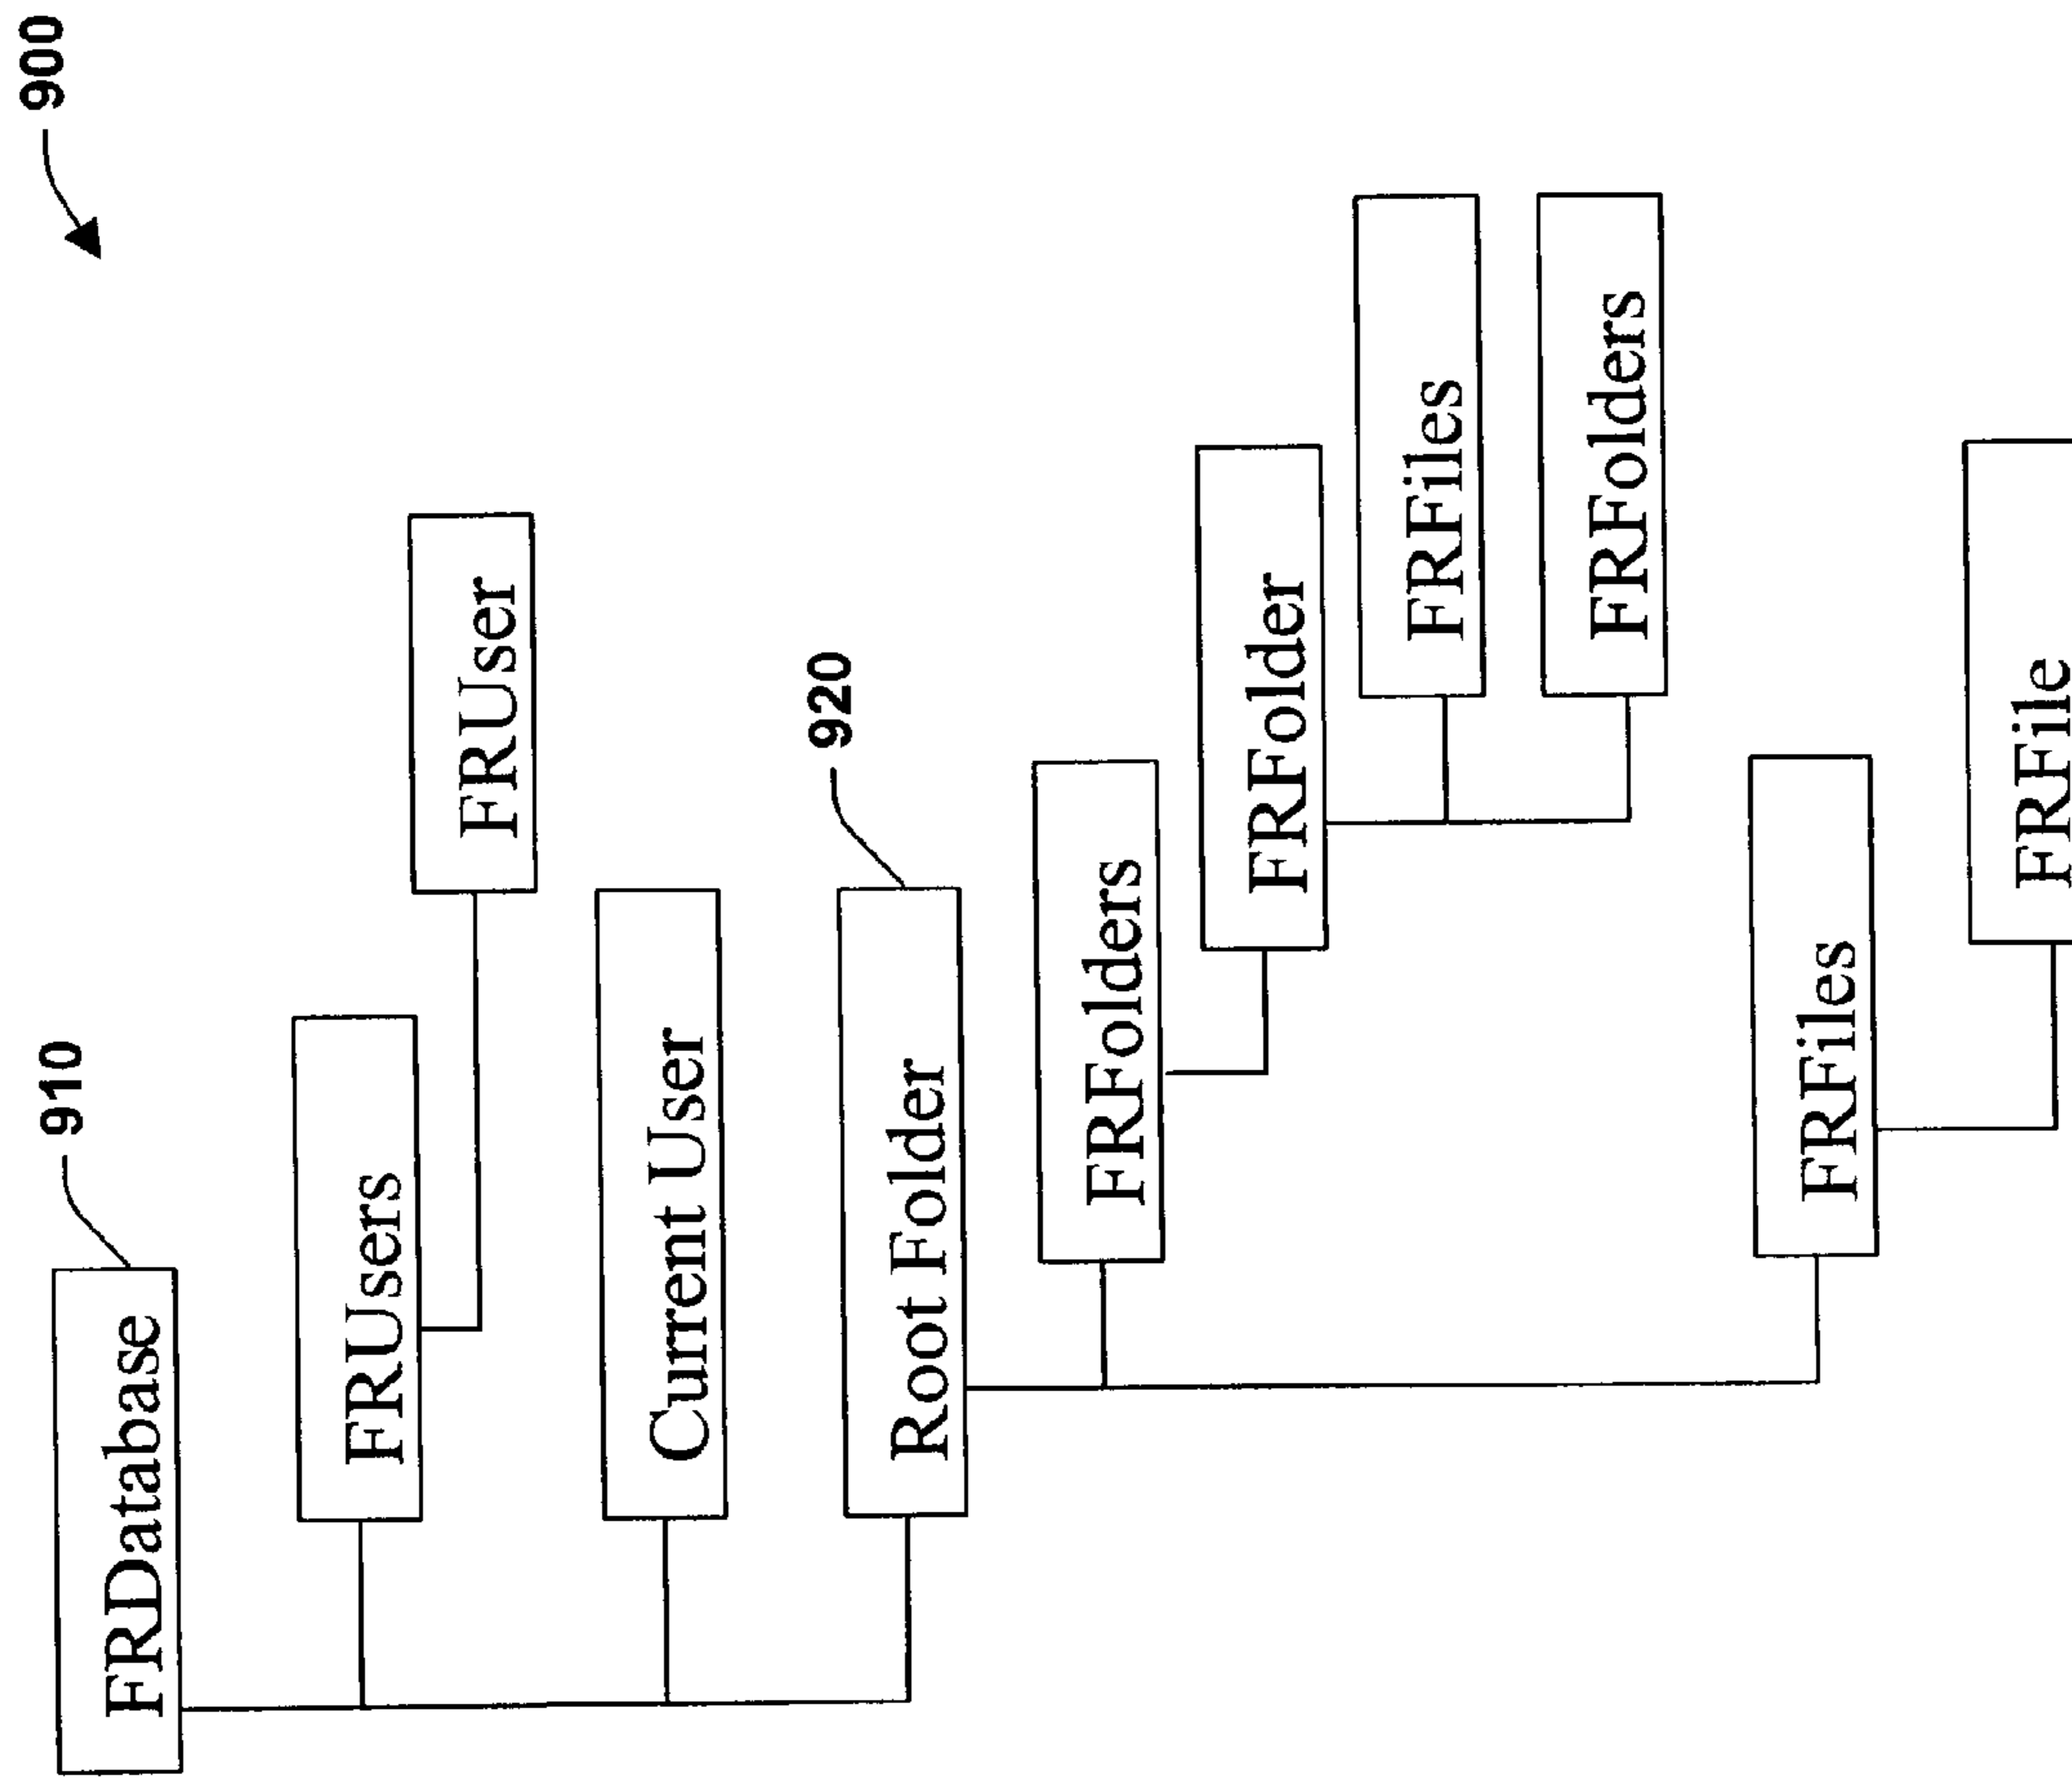 900
910
FRDatabase
FRUsers
FRUser
Current User
920
Root Folder
FRFolders
FRFolder
FRFiles
FRFolders
FRFiles
FRFile